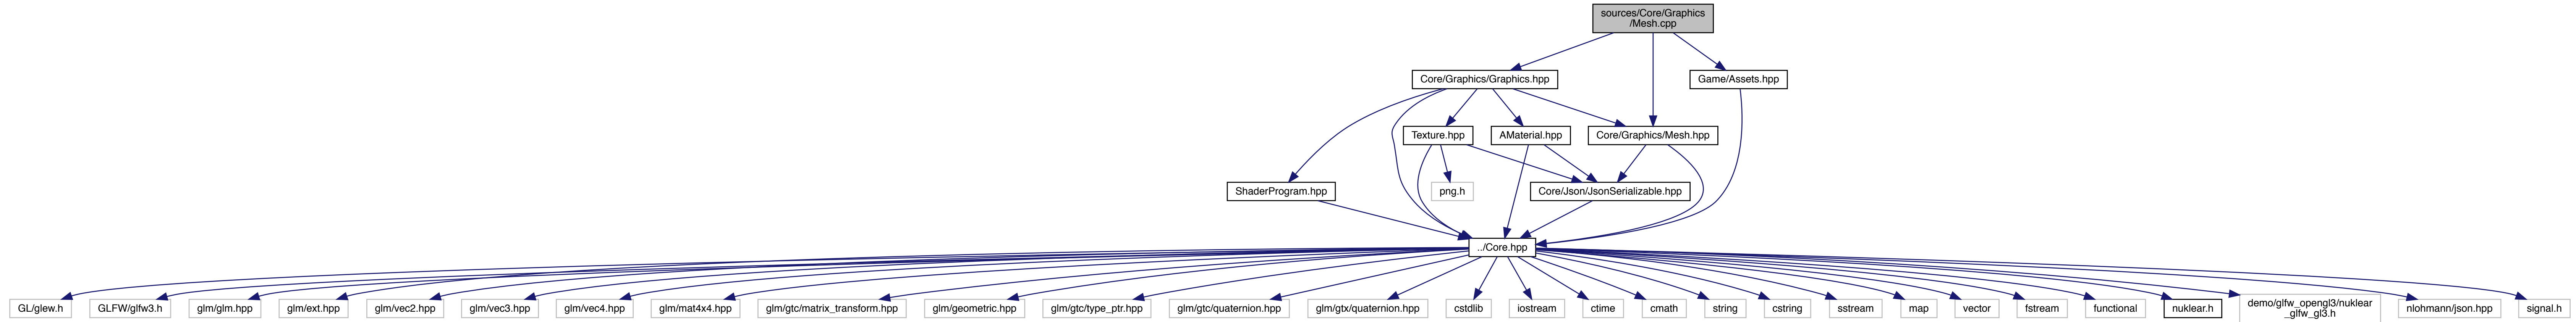 sources/Core/Graphics
/Mesh.cpp
Core/Graphics/Graphics.hpp
Game/Assets.hpp
Texture.hpp
AMaterial.hpp
Core/Graphics/Mesh.hpp
ShaderProgram.hpp
png.h
Core/Json/JsonSerializable.hpp
../Core.hpp
GL/glew.h
GLFW/glfw3.h
glm/glm.hpp
glm/ext.hpp
glm/vec2.hpp
glm/vec3.hpp
glm/vec4.hpp
glm/mat4x4.hpp
glm/gtc/matrix_transform.hpp
glm/geometric.hpp
glm/gtc/type_ptr.hpp
glm/gtc/quaternion.hpp
glm/gtx/quaternion.hpp
cstdlib
iostream
ctime
cmath
string
cstring
sstream
map
vector
fstream
functional
nuklear.h
demo/glfw_opengl3/nuklear
_glfw_gl3.h
nlohmann/json.hpp
signal.h